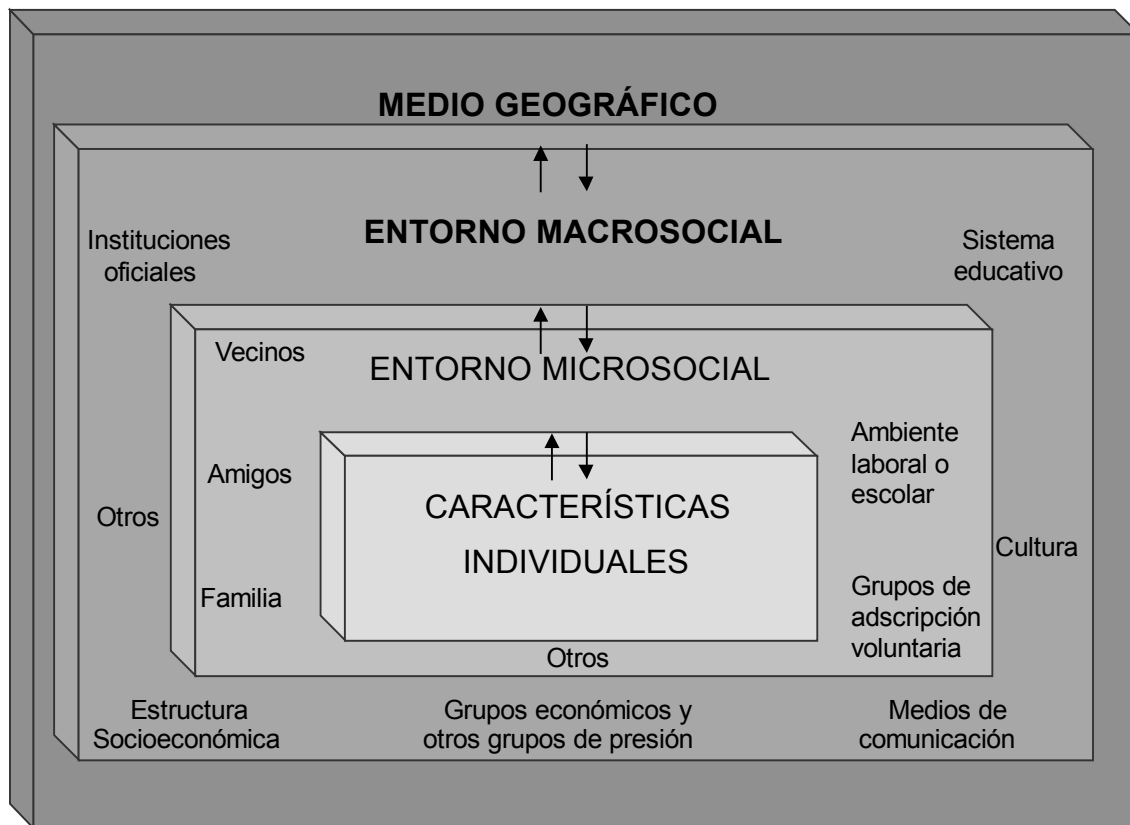 MEDIO GEOGRÁFICO
ENTORNO MACROSOCIAL
Instituciones
oficiales
Sistema
educativo
Vecinos
ENTORNO MICROSOCIAL
Amigos
Ambiente
laboral o
escolar
CARACTERÍSTICAS
INDIVIDUALES
Otros
Cultura
Familia
Grupos de
adscripción
voluntaria
Otros
Estructura
Socioeconómica
Grupos económicos y
otros grupos de presión
Medios de
comunicación